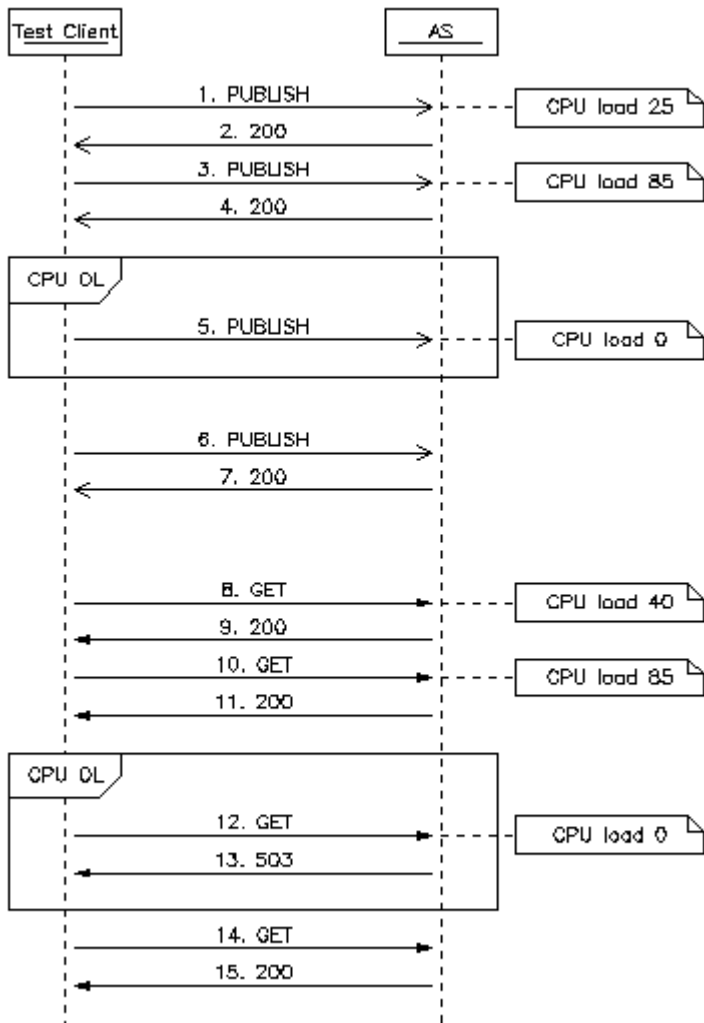 Test Client
AS
1. PUBLISH
CPU load 25
2. 200
3. PUBLISH
CPU load 85
4. 200
CPU OL
5. PUBLISH
CPU load 0
6. PUBLISH
7. 200
8. GET
CPU load 40
9. 200
10. GET
CPU load 85
11. 200
CPU OL
12. GET
CPU load 0
13. 503
14. GET
15. 200